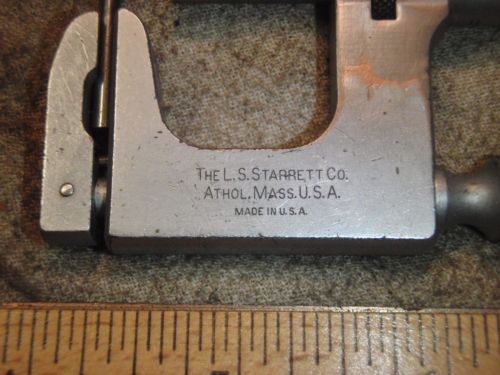 THE L.S. STARRETT CO.
ATHOL, MASS. U.S.A.
MADE IN U.S.A.